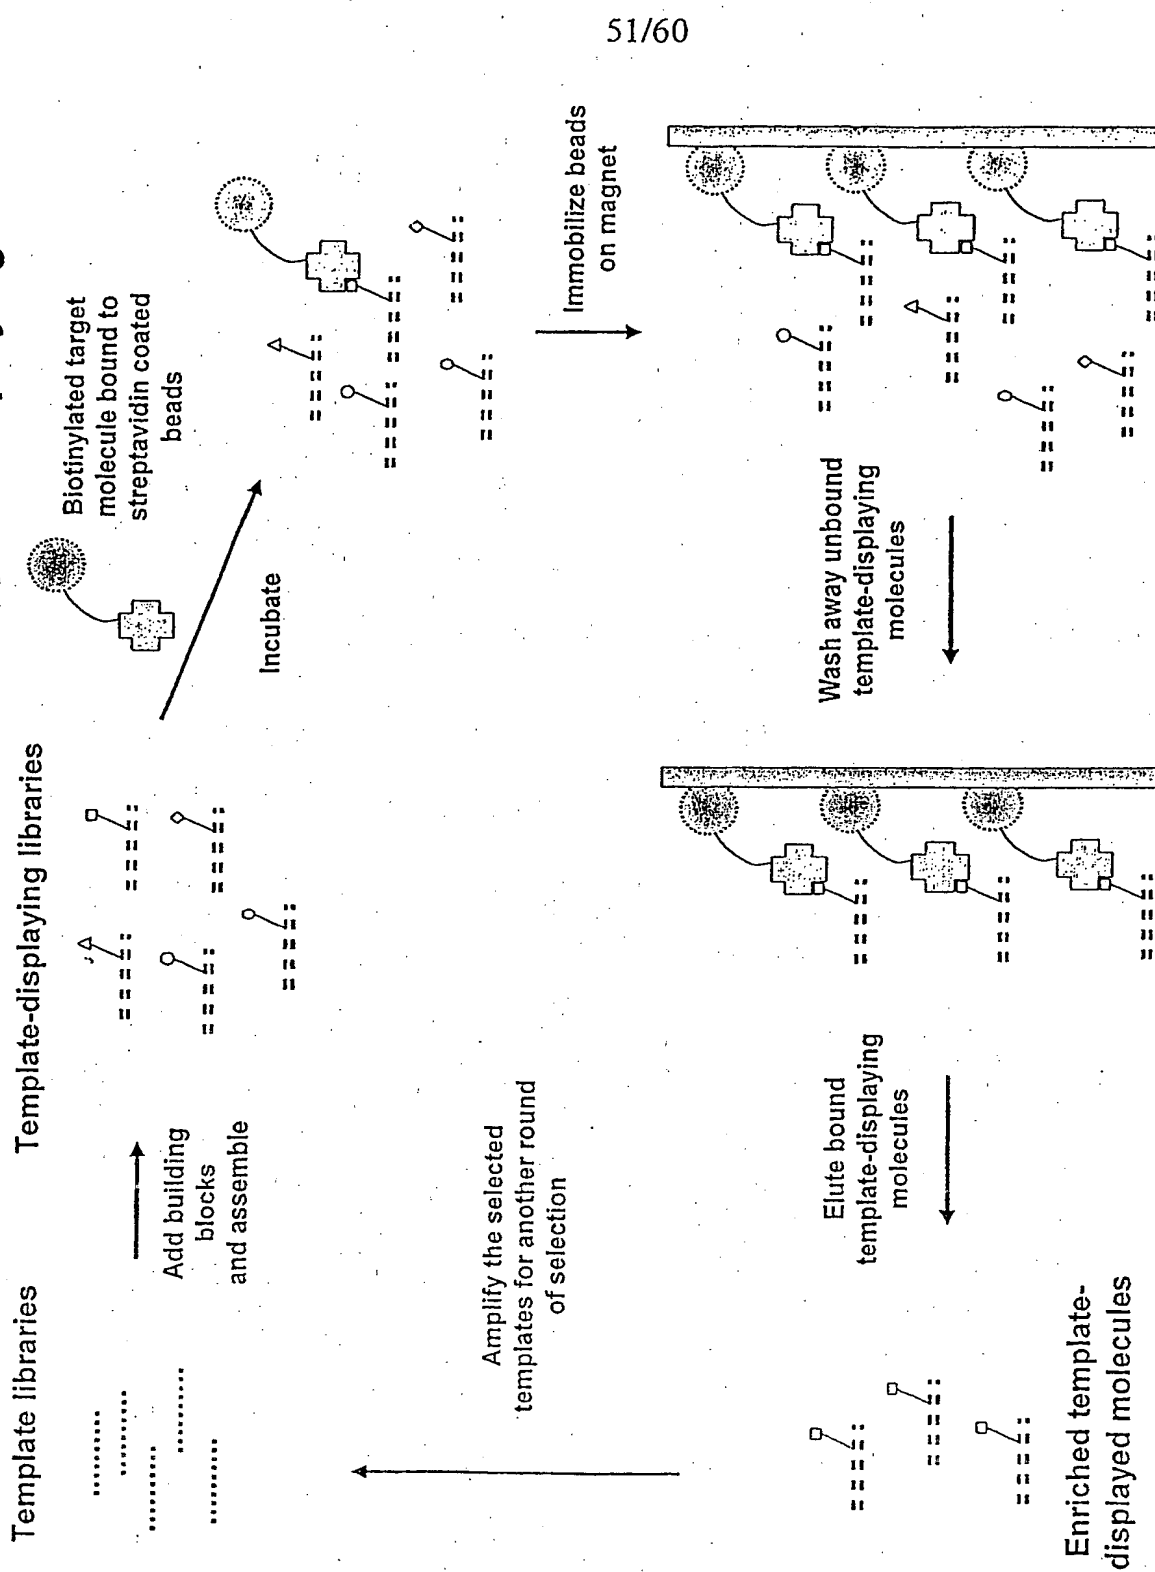 51/60
Template libraries
Add building
blocks
and assemble
Template-displaying libraries
Incubate
Biotinylated target
molecule bound to
streptavidin coated
beads
Immobilize beads
on magnet
Wash away unbound
template-displaying
molecules
Elute bound
template-displaying
molecules
Enriched template-
displayed molecules
Amplify the selected
templates for another round
of selection